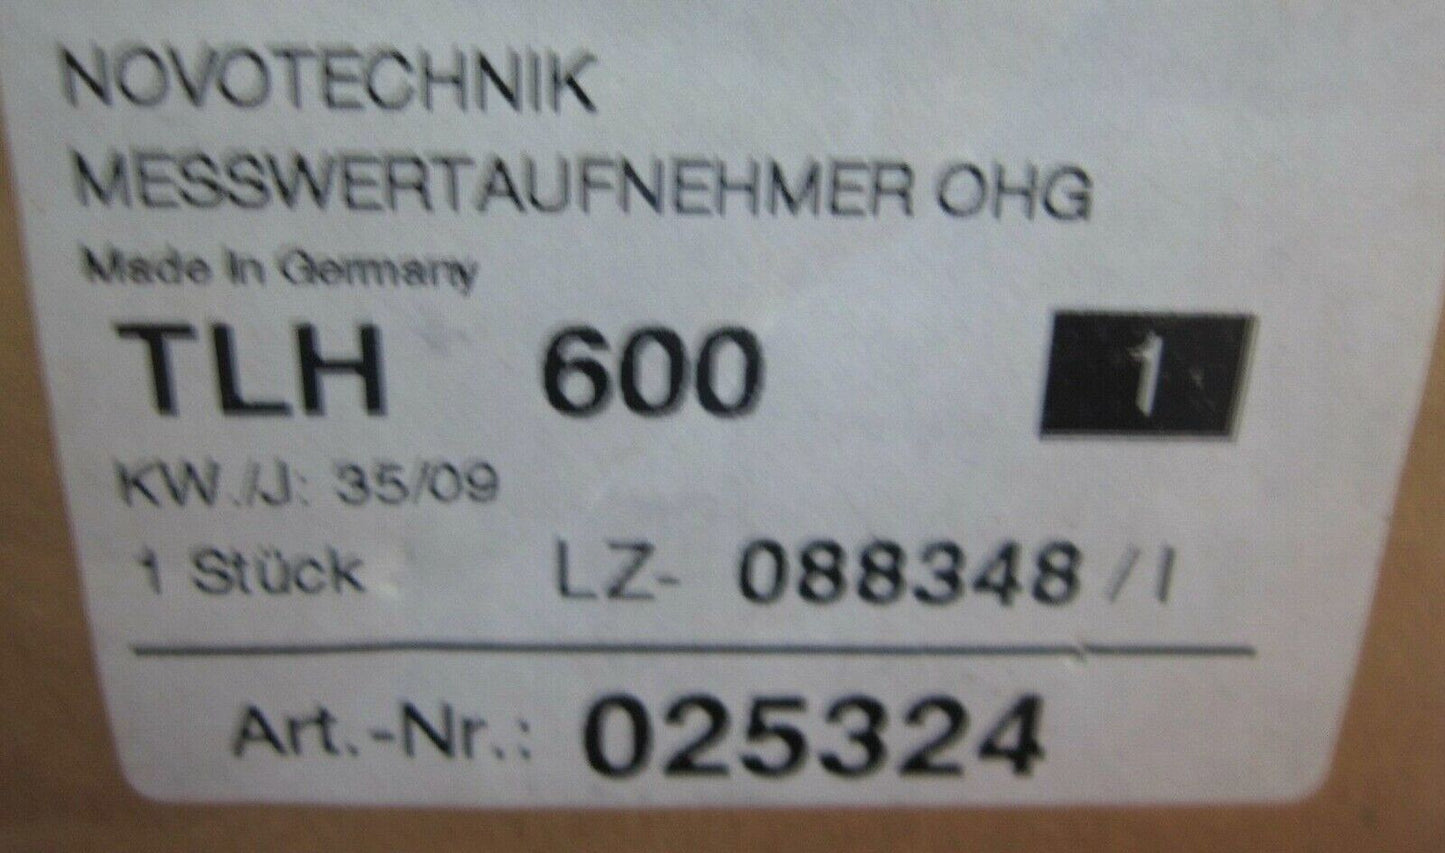 NOVOTECHNIK
MESSWERTAUFNEHMER OHG
Made in Germany
TLH 600 1
KW./J: 35/09
1 Stück LZ- 088348 / I
Art.-Nr.: 025324